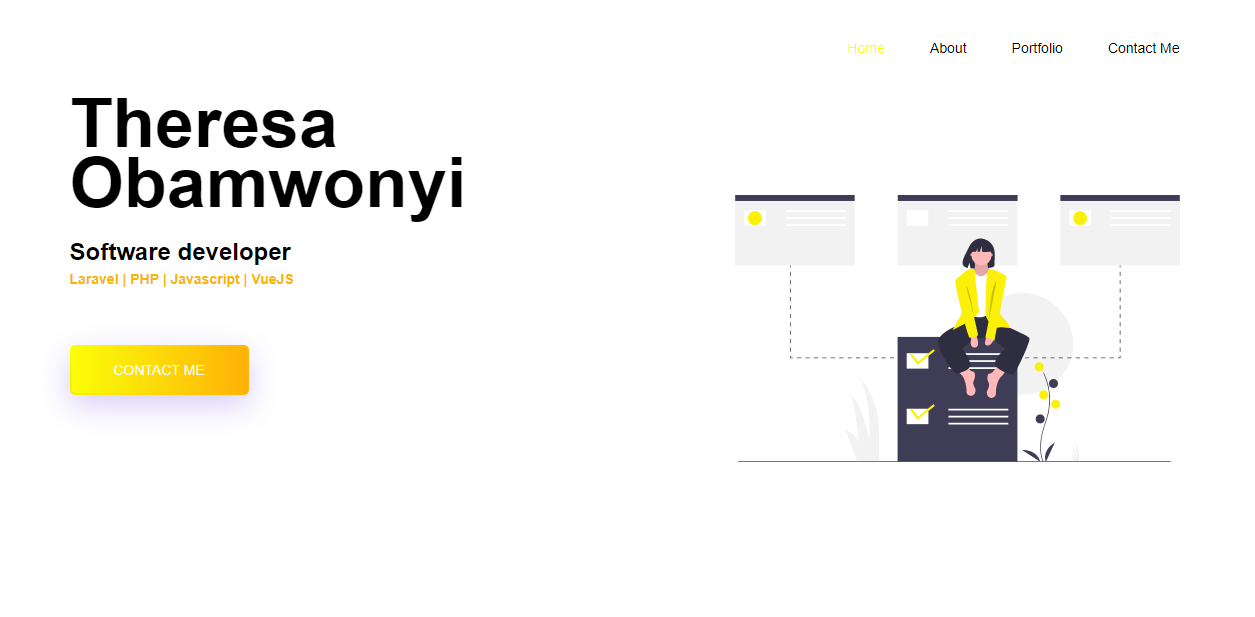 Home About Portfolio Contact Me
Theresa
Obamwonyi
Software developer
Laravel | PHP | Javascript | VueJS
CONTACT ME